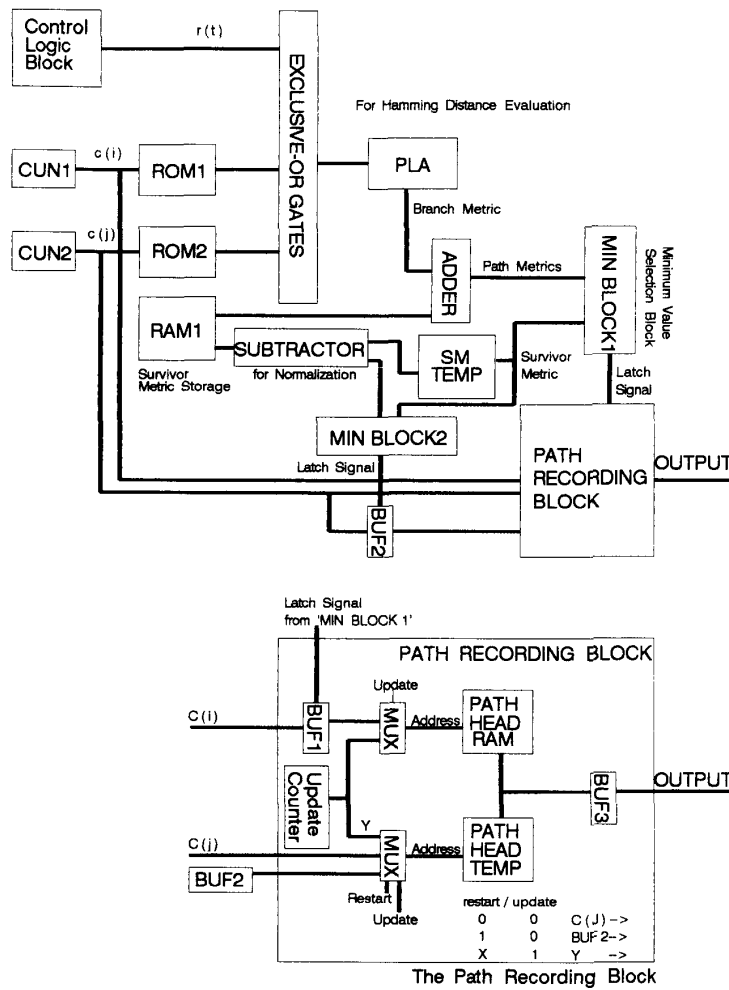 Control
Logic
Block
r(t)
EXCLUSIVE-OR GATES
For Hamming Distance Evaluation
CUN1
c(i)
ROM1
PLA
Branch Metric
CUN2
c(j)
ROM2
ADDER
Path Metrics
MIN BLOCK1
Minimum Value
Selection Block
RAM1
Survivor
Metric Storage
SUBTRACTOR
for Normalization
SM
TEMP
Survivor
Metric
Latch
Signal
MIN BLOCK2
Latch Signal
BUF2
PATH
RECORDING
BLOCK
OUTPUT
Latch Signal
from 'MIN BLOCK 1'
PATH RECORDING BLOCK
Update
C(i)
BUF1
MUX
Address
PATH
HEAD
RAM
Update
Counter
BUF3
OUTPUT
Y
C(j)
MUX
Address
PATH
HEAD
TEMP
BUF2
Restart
Update
restart / update
0 0 C(J)->
1 0 BUF2->
X 1 Y ->
The Path Recording Block